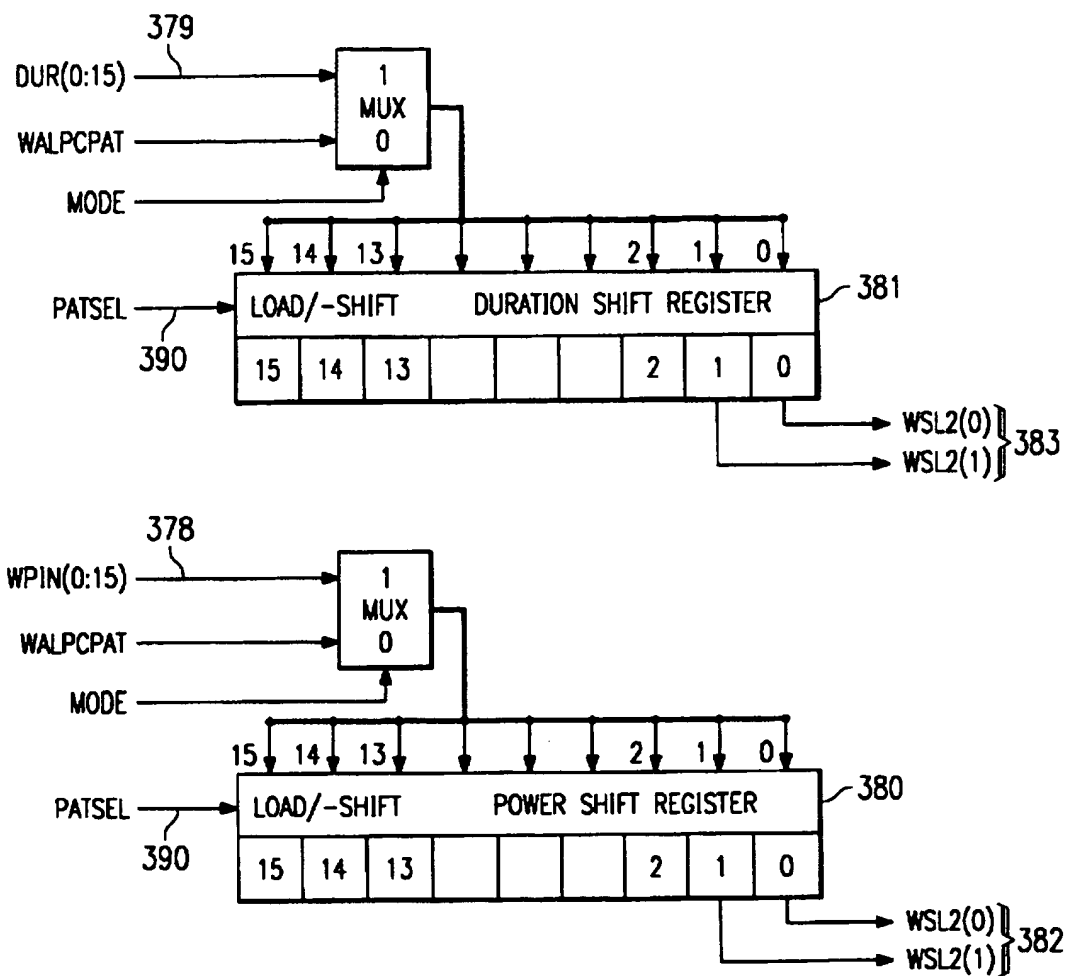 379
DUR(0:15)
1
MUX
0
WALPCPAT
MODE
15 14 13 2 1 0
PATSEL
390
LOAD/-SHIFT DURATION SHIFT REGISTER
381
15 14 13 2 1 0
WSL2(0)
WSL2(1)
383
378
WPIN(0:15)
1
MUX
0
WALPCPAT
MODE
15 14 13 2 1 0
PATSEL
390
LOAD/-SHIFT POWER SHIFT REGISTER
380
15 14 13 2 1 0
WSL2(0)
WSL2(1)
382